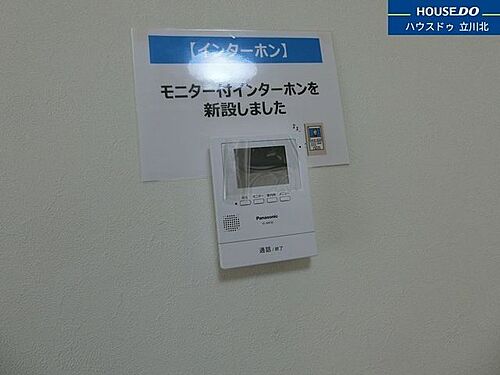 HOUSEDO
ハウスドゥ 立川北
【インターホン】
モニター付インターホンを
新設しました
Panasonic
通話/終了